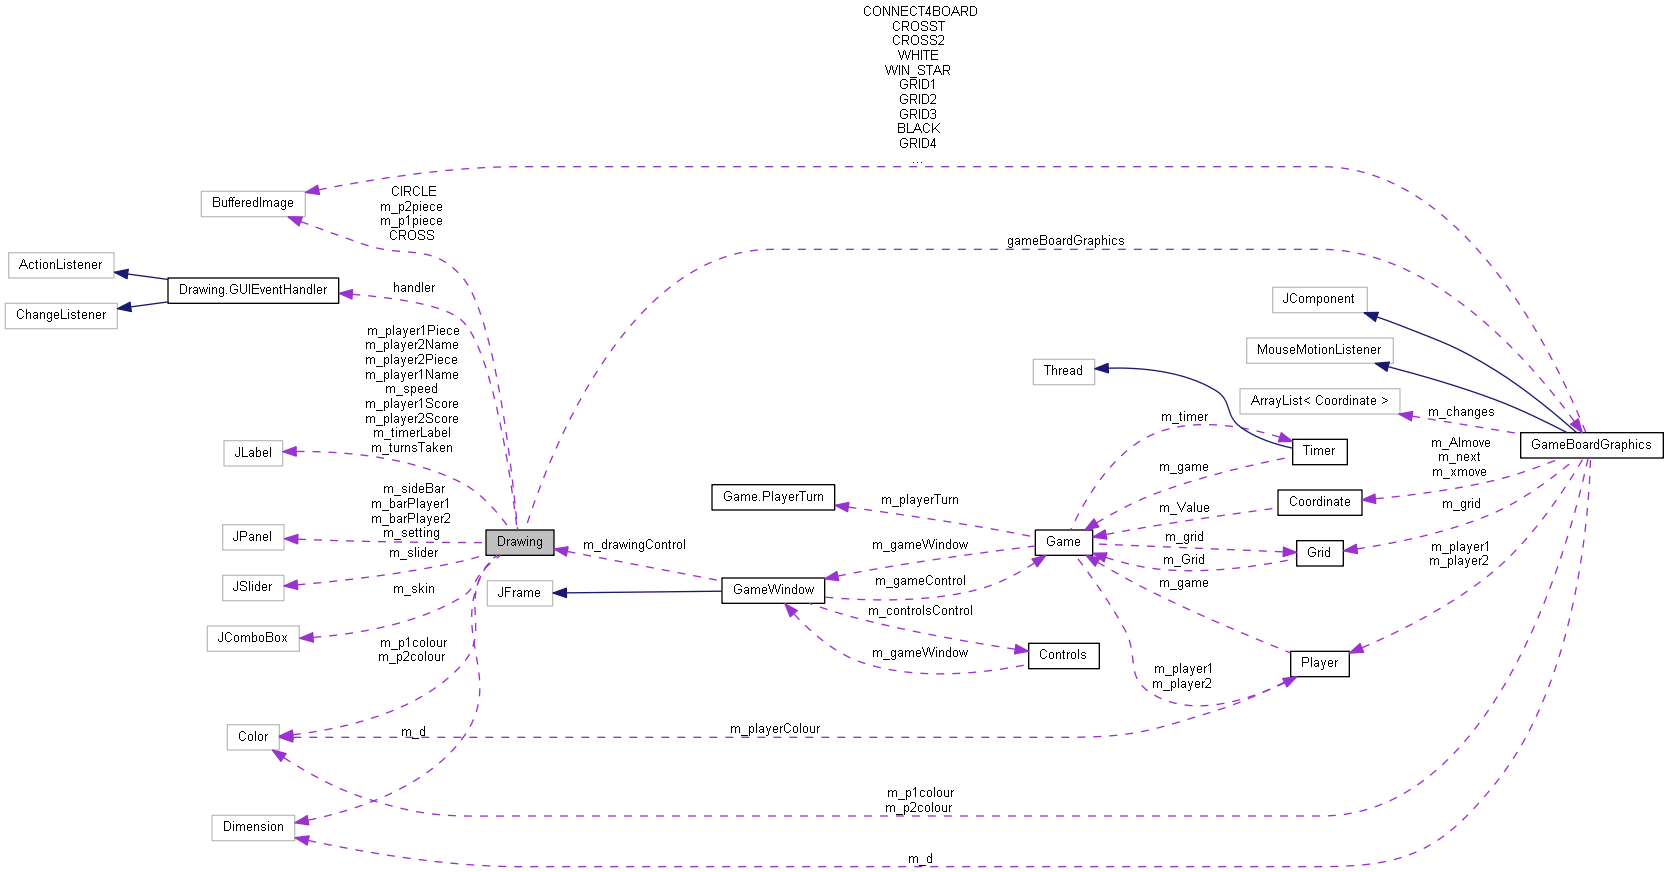 CONNECT4BOARD
CROSST
CROSS2
WHITE
WIN_STAR
GRID1
GRID2
GRID3
BLACK
GRID4
...
BufferedImage
CIRCLE
m_p2piece
m_p1piece
CROSS
gameBoardGraphics
ActionListener
Drawing.GUIEventHandler
ChangeListener
handler
JComponent
MouseMotionListener
Thread
ArrayList< Coordinate >
m_changes
GameBoardGraphics
m_player1Piece
m_player2Name
m_player2Piece
m_player1Name
m_speed
m_player1Score
m_player2Score
m_timerLabel
m_turnsTaken
JLabel
m_timer
Timer
m_game
m_AImove
m_next
m_xmove
m_sideBar
m_barPlayer1
m_barPlayer2
m_setting
JPanel
Drawing
Game.PlayerTurn
m_playerTurn
m_Value
Coordinate
m_grid
m_drawingControl
m_gameWindow
Game
m_grid
m_Grid
Grid
m_player1
m_player2
m_slider
JSlider
m_skin
JFrame
GameWindow
m_gameControl
m_game
m_controlsControl
JComboBox
m_p1colour
m_p2colour
m_gameWindow
Controls
m_player1
m_player2
Player
Color
m_d
m_playerColour
m_p1colour
m_p2colour
Dimension
m_d